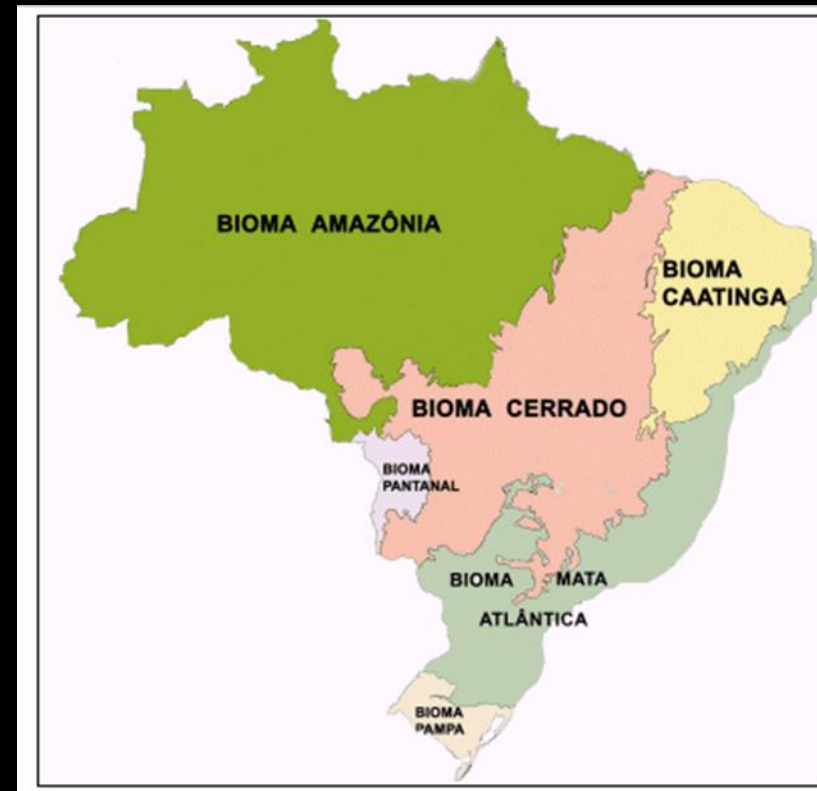 BIOMA AMAZÔNIA
BIOMA
CAATINGA
BIOMA CERRADO
BIOMA
PANTANAL
BIOMA MATA
ATLÂNTICA
BIOMA
PAMPA